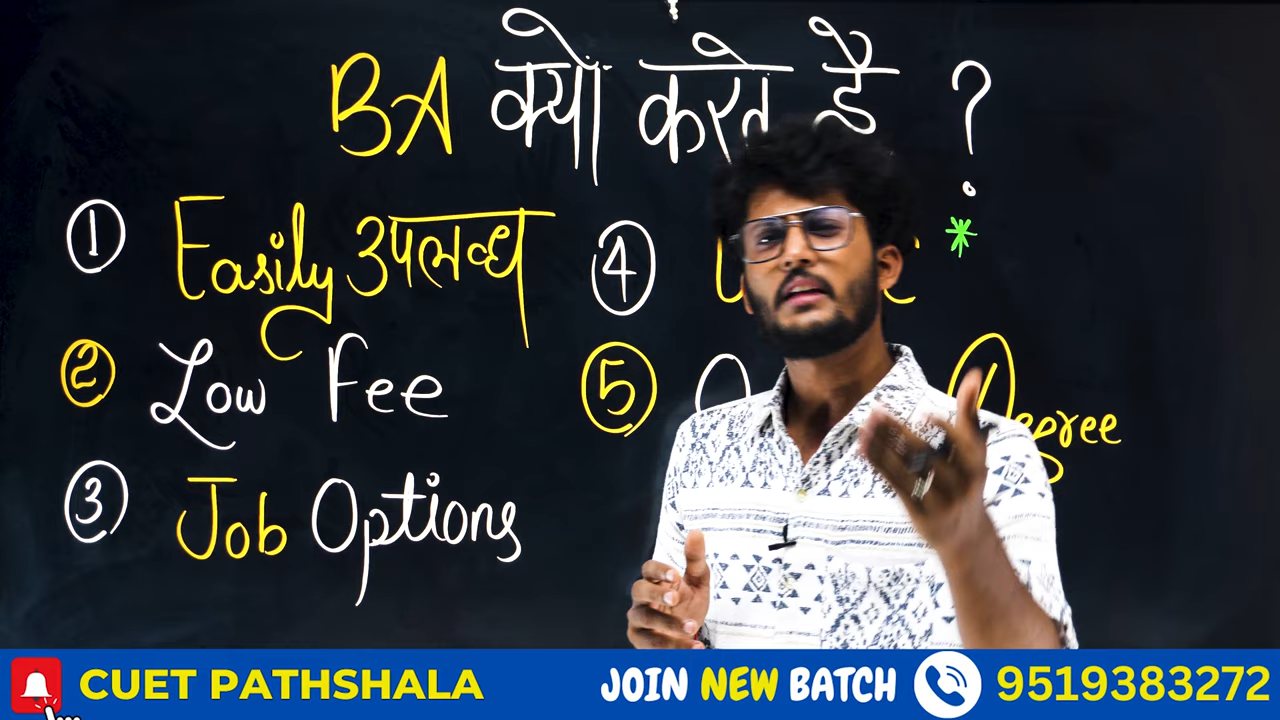 BA क्यों करते है ?
① Easily उपलब्ध
② Low Fee
③ Job Options
④ *
⑤ Degree
CUET PATHSHALA JOIN NEW BATCH 9519383272